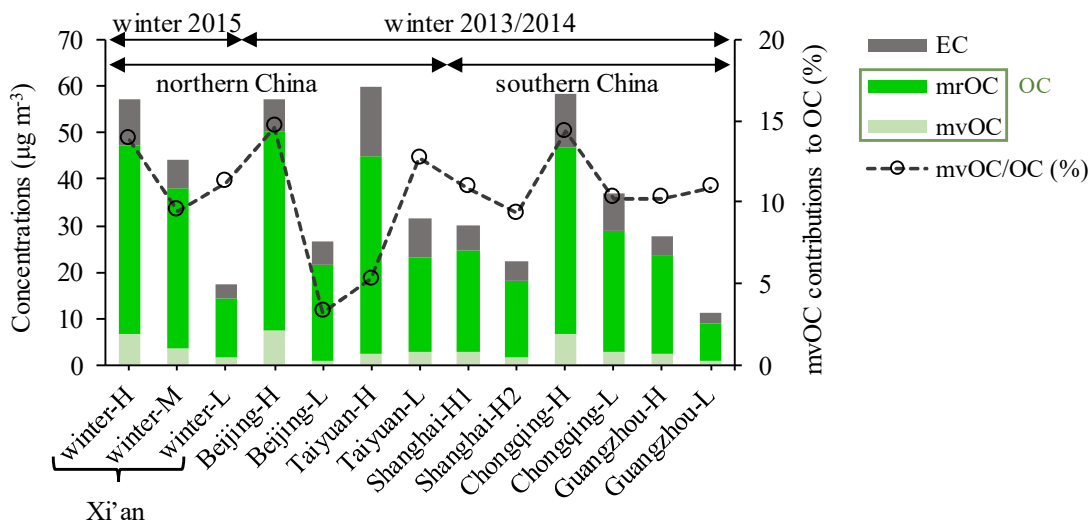 winter 2015
winter 2013/2014
northern China
southern China
Concentrations (µg m-3)
70
60
50
40
30
20
10
0
20
15
10
5
0
mvOC contributions to OC (%)
winter-H
winter-M
winter-L
Beijing-H
Beijing-L
Taiyuan-H
Taiyuan-L
Shanghai-H1
Shanghai-H2
Chongqing-H
Chongqing-L
Guangzhou-H
Guangzhou-L
Xi’an
EC
mrOC
OC
mvOC
mvOC/OC (%)